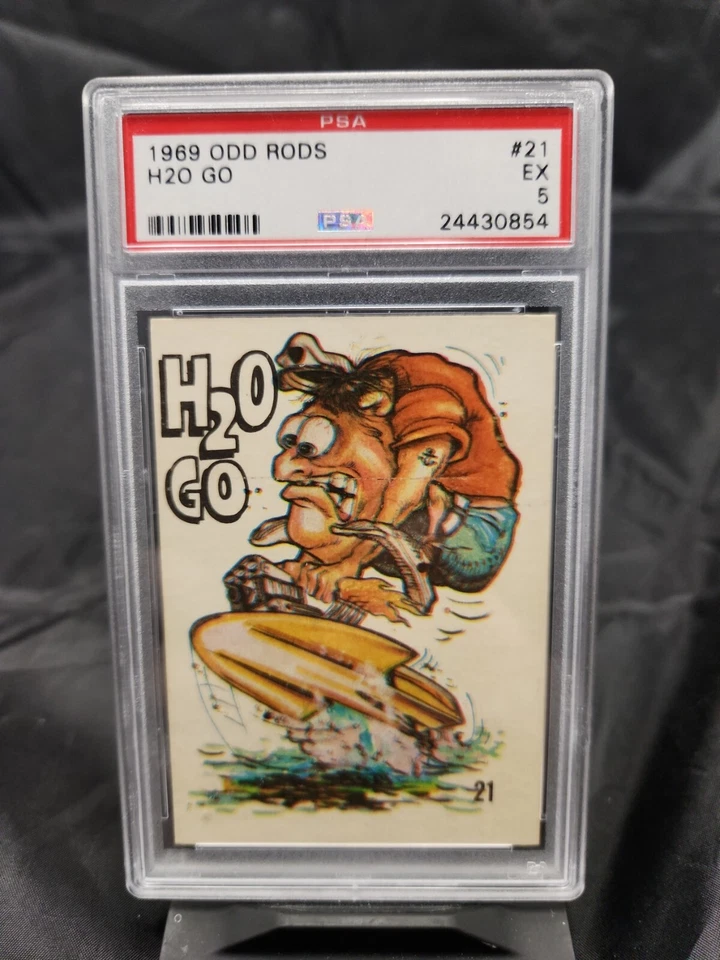 PSA
1969 ODD RODS #21
H2O GO EX
5
PSA 24430854
H2O
GO
21